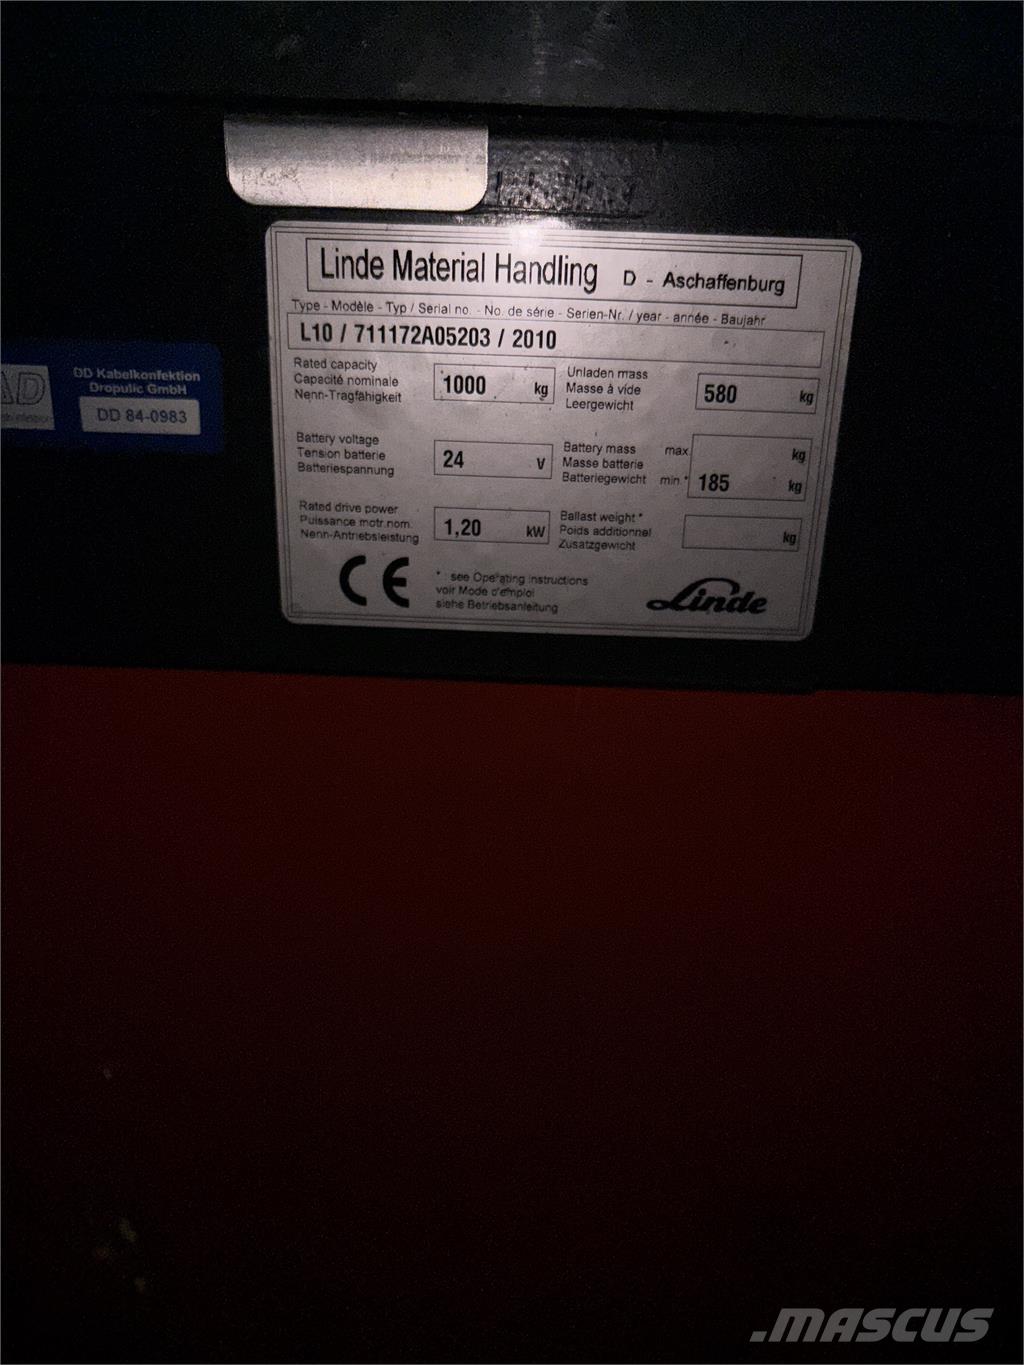 Linde Material Handling D - Aschaffenburg
Type - Modèle - Typ / Serial no. - No. de série - Serien-Nr. / year - année - Baujahr
L10 / 711172A05203 / 2010
Rated capacity
Capacité nominale
Nenn-Tragfähigkeit
1000 kg
Unladen mass
Masse à vide
Leergewicht
580 kg
Battery voltage
Tension batterie
Batteriespannung
24 V
Battery mass max. kg
Masse batterie
Batteriegewicht min.* 185 kg
Rated drive power
Puissance motr.nom.
Nenn-Antriebsleistung
1,20 kW
Ballast weight *
Poids additionnel
Zusatzgewicht
kg
CE
* : see Operating instructions
voir Mode d'emploi
siehe Betriebsanleitung
Linde
AD
DD Kabelkonfektion
Dropulic GmbH
DD 84-0983
.MASCUS